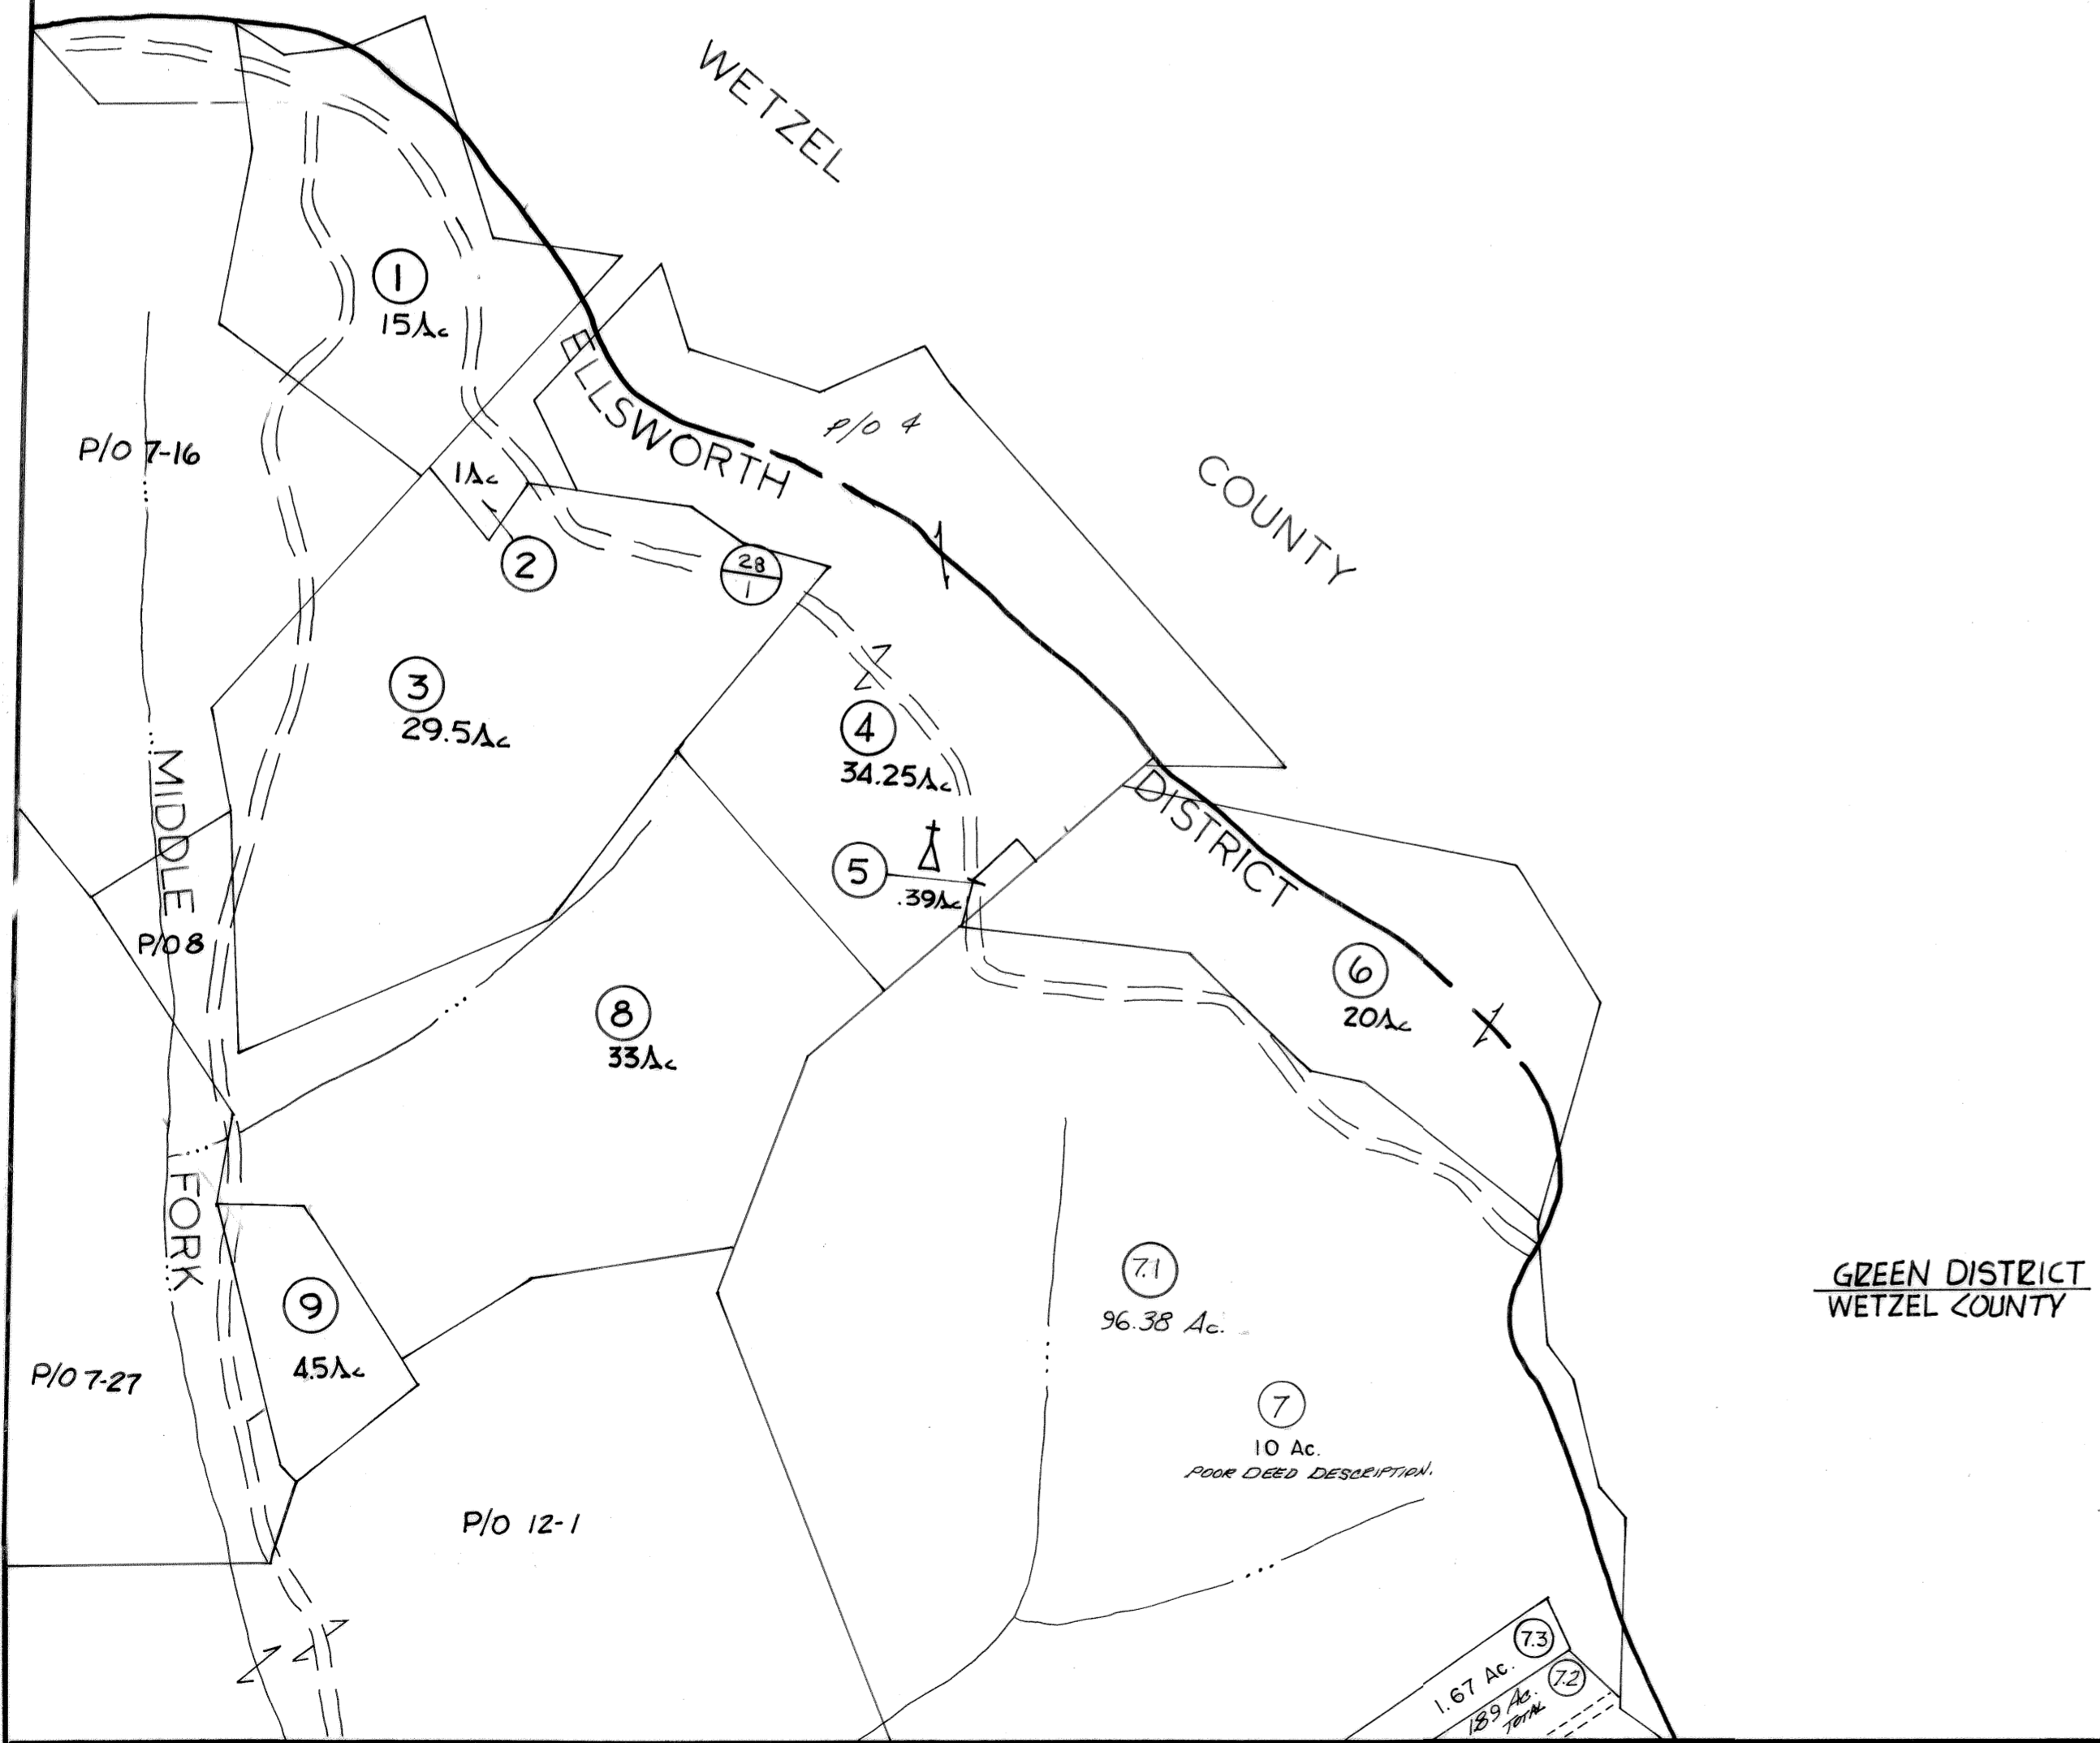 WETZEL
1
15Ac
ELLSWORTH
P/O 4
P/O 7-16
1Ac
COUNTY
2
28
1
3
29.5Ac
4
34.25Ac
MIDDLE
DISTRICT
5
.39Ac
P/O 8
6
20Ac
8
33Ac
FORK
7.1
96.38 Ac.
GREEN DISTRICT
WETZEL COUNTY
9
4.5Ac
P/O 7-27
7
10 Ac.
POOR DEED DESCRIPTION.
P/O 12-1
7.3
1.67 Ac.
7.2
1.89 Ac.
TOTAL